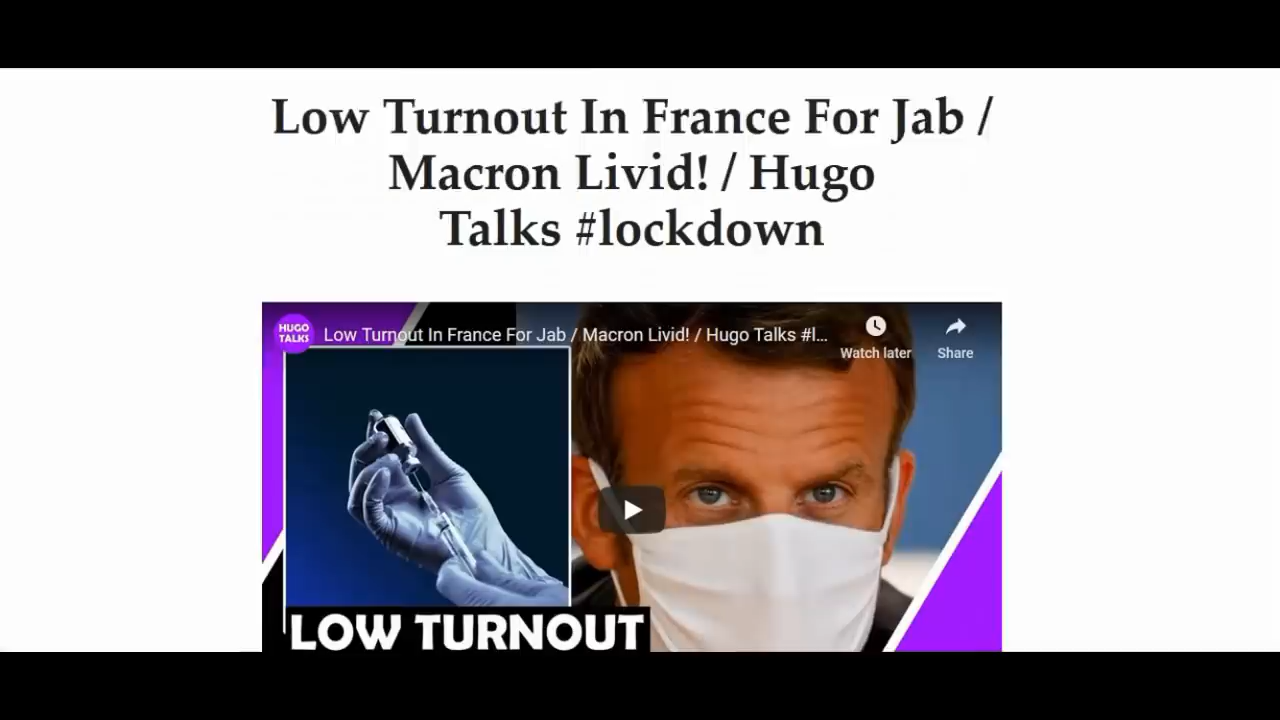 Low Turnout In France For Jab /
Macron Livid! / Hugo
Talks #lockdown
HUGO
TALKS
Low Turnout In France For Jab / Macron Livid! / Hugo Talks #l...
Watch later
Share
LOW TURNOUT